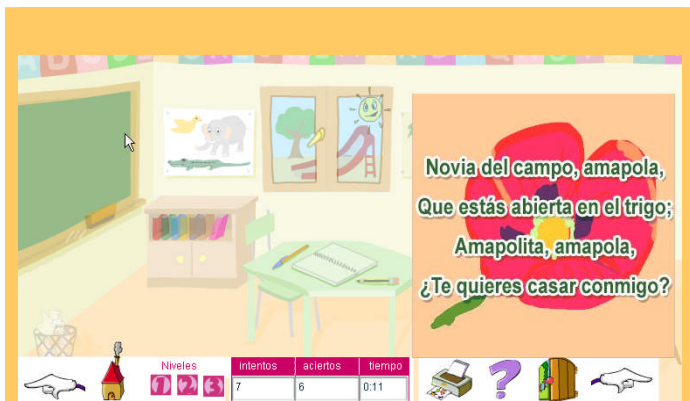 Novia del campo, amapola,
Que estás abierta en el trigo;
Amapolita, amapola,
¿Te quieres casar conmigo?
Niveles
1 2 3
intentos aciertos tiempo
7 6 0:11